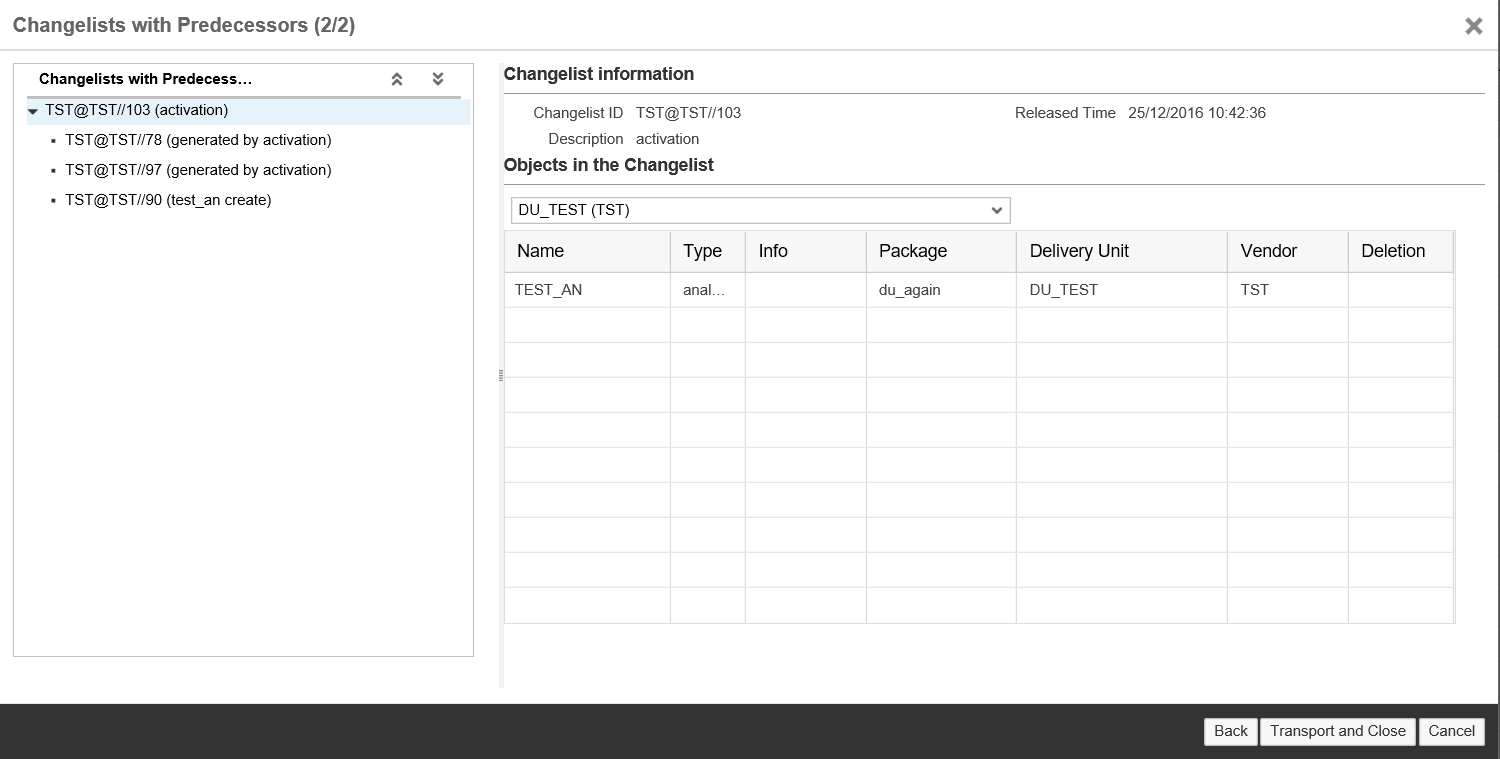 Changelists with Predecessors (2/2)
Changelists with Predecess...
TST@TST//103 (activation)
TST@TST//78 (generated by activation)
TST@TST//97 (generated by activation)
TST@TST//90 (test_an create)
Changelist information
Changelist ID TST@TST//103 Released Time 25/12/2016 10:42:36
Description activation
Objects in the Changelist
DU_TEST (TST)
Name Type Info Package Delivery Unit Vendor Deletion
TEST_AN anal... du_again DU_TEST TST
Back Transport and Close Cancel